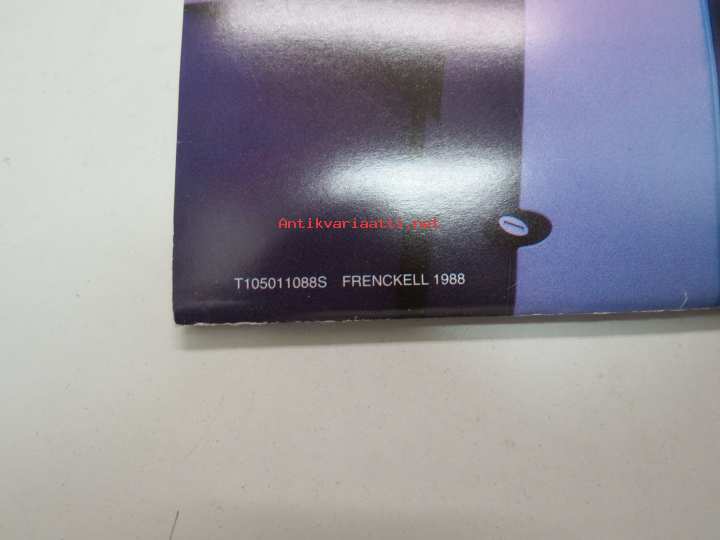 Antikvariaatti.net
T105011088S FRENCKELL 1988